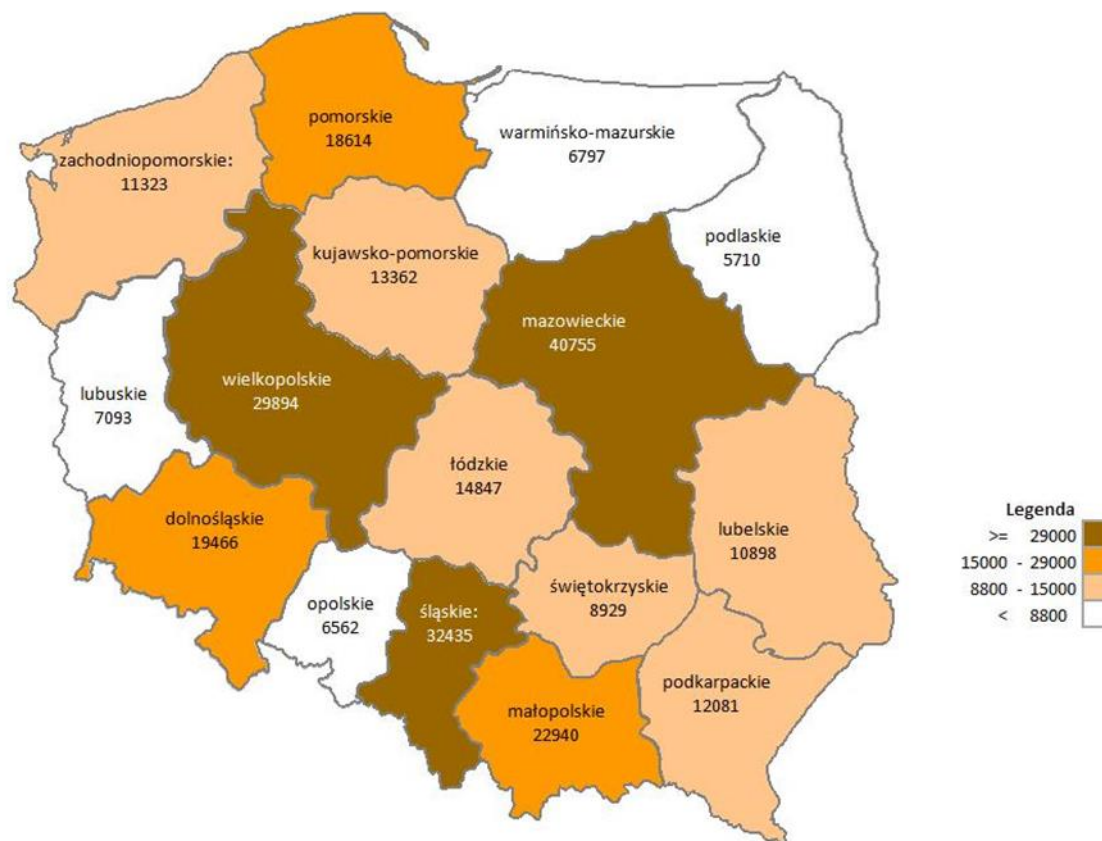 pomorskie
18614
warmińsko-mazurskie
6797
zachodniopomorskie:
11323
podlaskie
5710
kujawsko-pomorskie
13362
mazowieckie
40755
wielkopolskie
29894
lubuskie
7093
łódzkie
14847
dolnośląskie
19466
lubelskie
10898
opolskie
6562
śląskie:
32435
świętokrzyskie
8929
podkarpackie
12081
małopolskie
22940
Legenda
>= 29000
15000 - 29000
8800 - 15000
< 8800